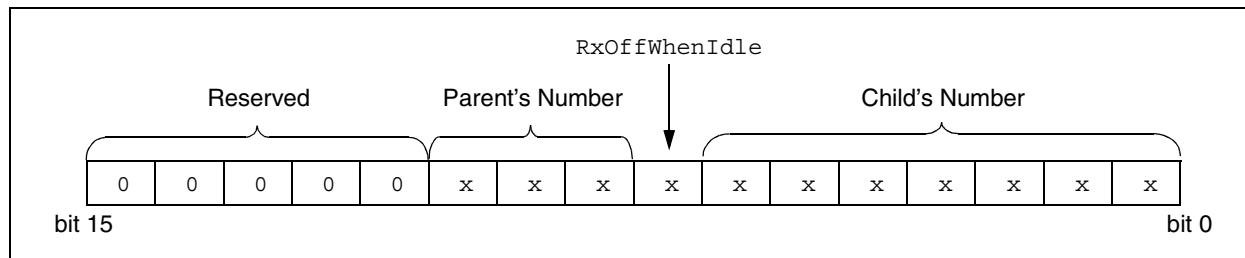 RxOffWhenIdle
Reserved Parent's Number Child's Number
0 0 0 0 0 x x x x x x x x x x x
bit 15 bit 0